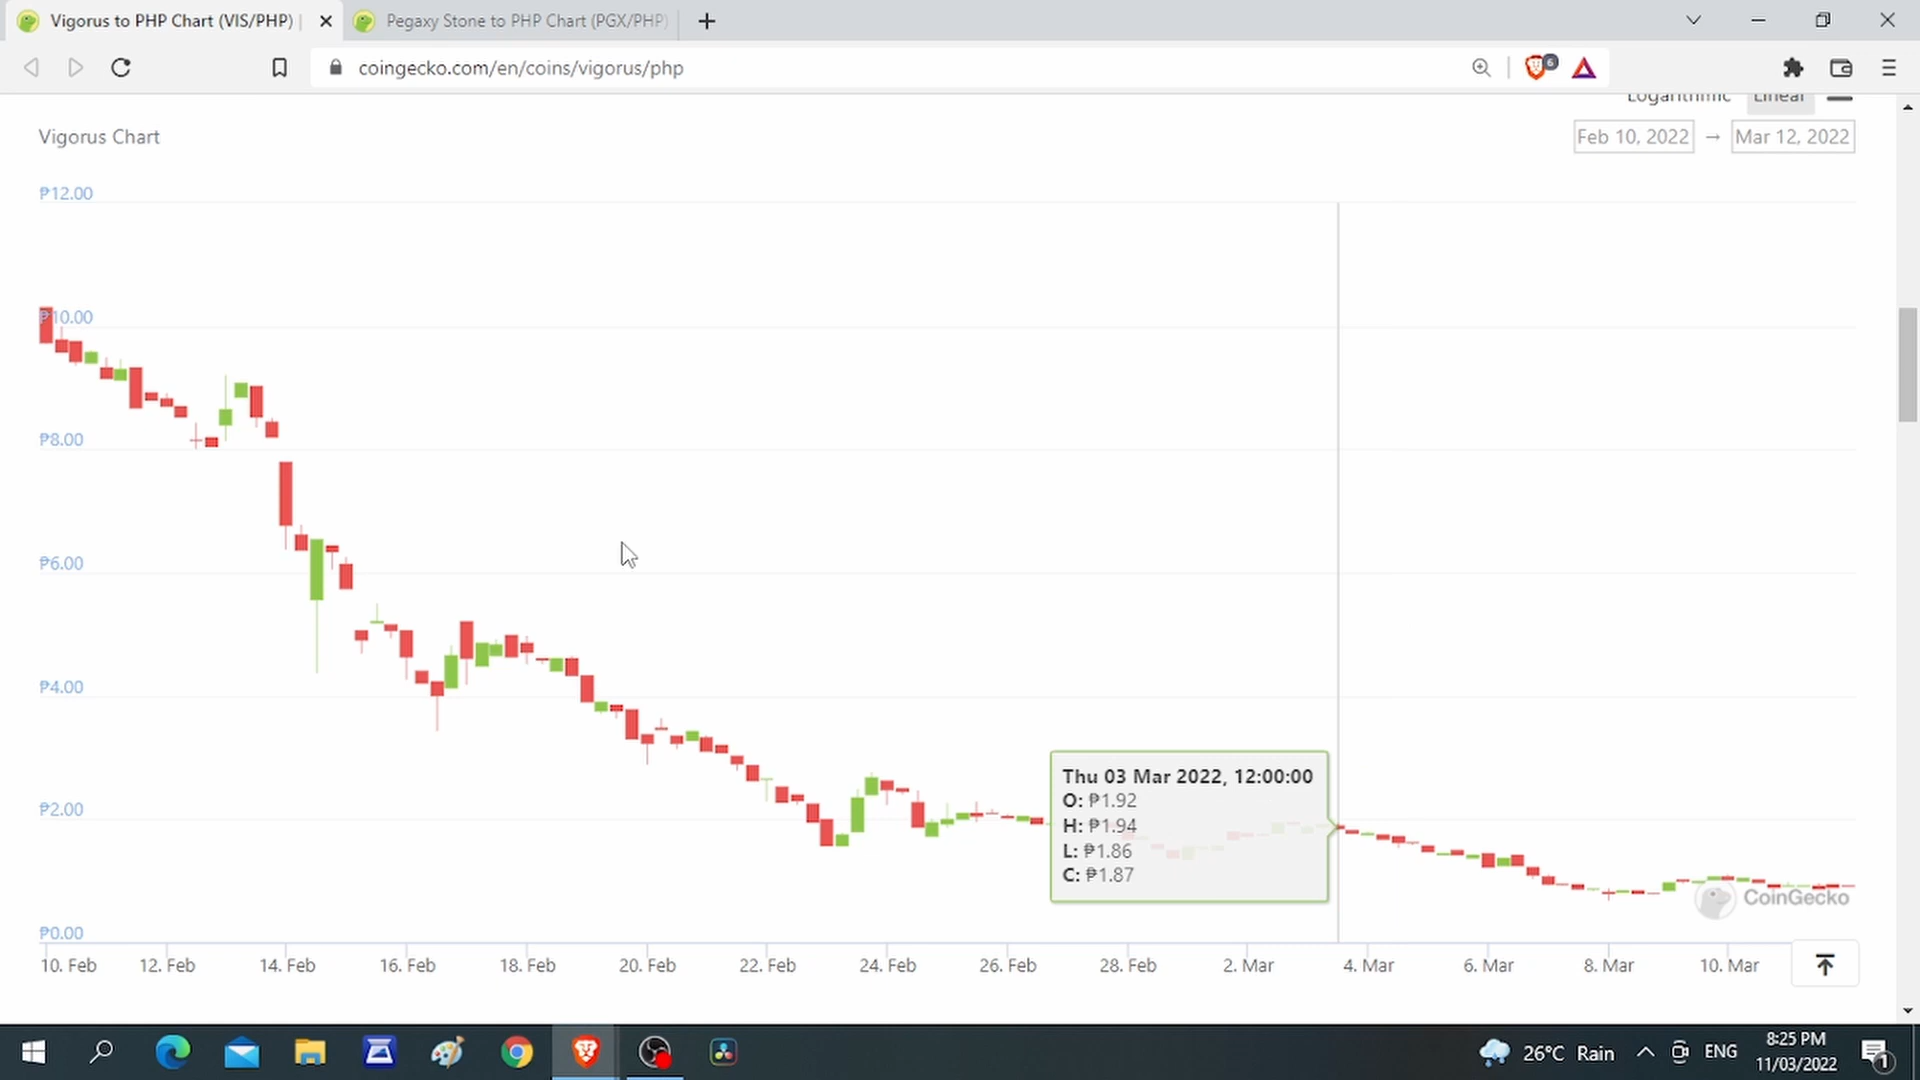 Vigorus to PHP Chart (VIS/PHP) |
Pegaxy Stone to PHP Chart (PGX/PHP)
coingecko.com/en/coins/vigorus/php
6
Logarithmic Linear
Vigorus Chart
Feb 10, 2022 → Mar 12, 2022
₱12.00
₱10.00
₱8.00
₱6.00
₱4.00
₱2.00
₱0.00
Thu 03 Mar 2022, 12:00:00
O: ₱1.92
H: ₱1.94
L: ₱1.86
C: ₱1.87
CoinGecko
10. Feb 12. Feb 14. Feb 16. Feb 18. Feb 20. Feb 22. Feb 24. Feb 26. Feb 28. Feb 2. Mar 4. Mar 6. Mar 8. Mar 10. Mar
26°C Rain
ENG
8:25 PM
11/03/2022
1